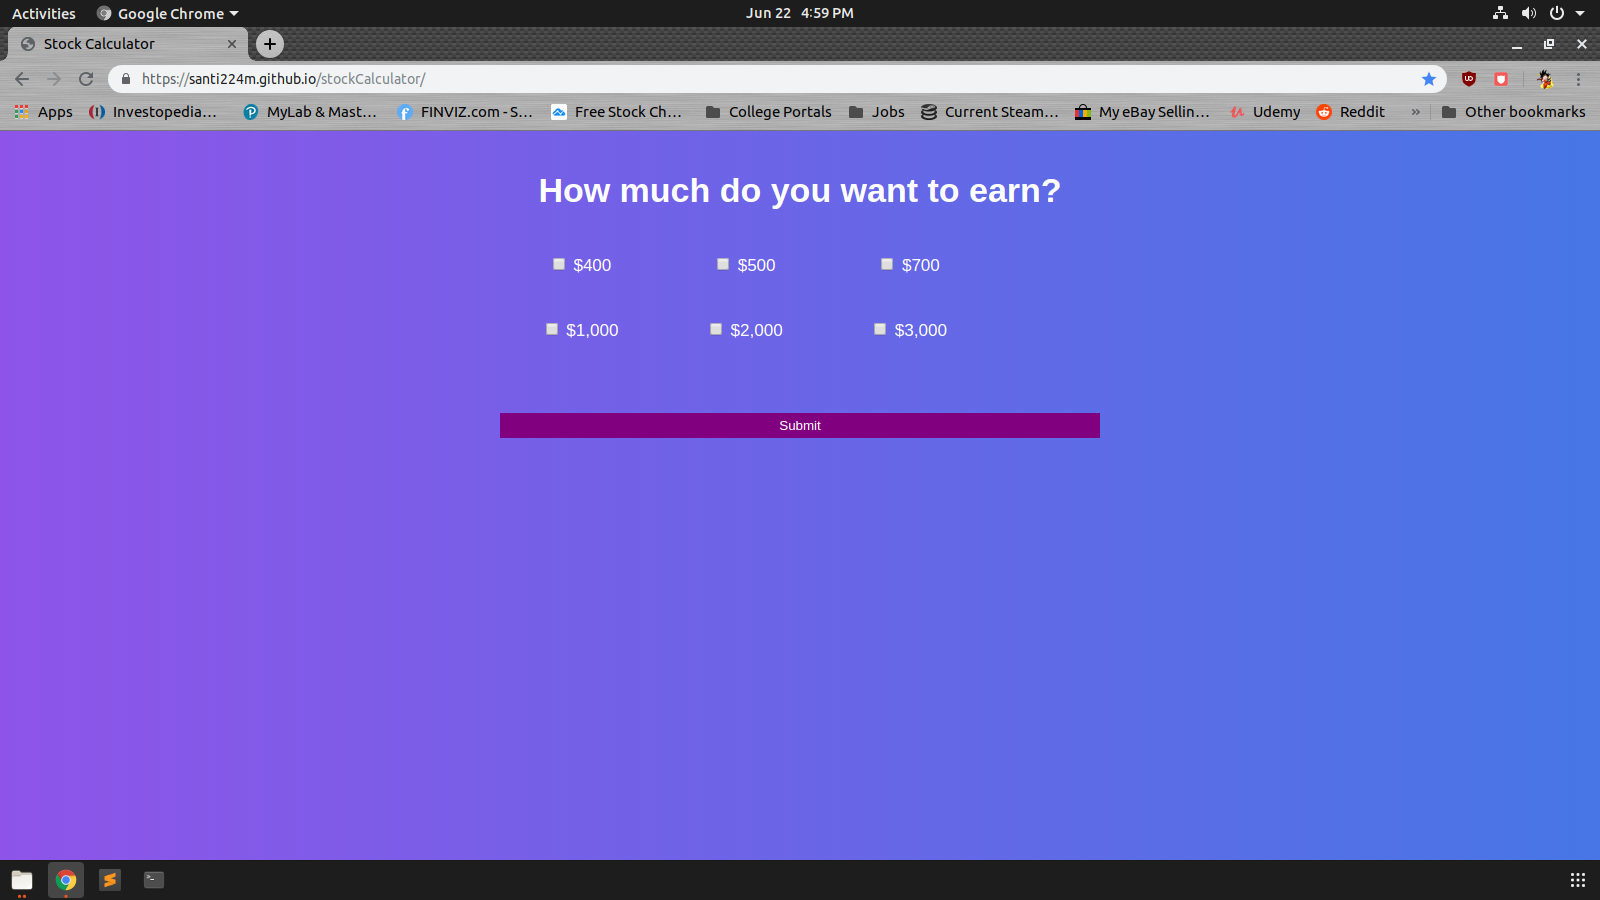 Activities Google Chrome Jun 22 4:59 PM
Stock Calculator
https://santi224m.github.io/stockCalculator/
Apps Investopedia... MyLab & Mast... FINVIZ.com - S... Free Stock Ch... College Portals Jobs Current Steam... My eBay Sellin... Udemy Reddit » Other bookmarks
How much do you want to earn?
$400 $500 $700
$1,000 $2,000 $3,000
Submit